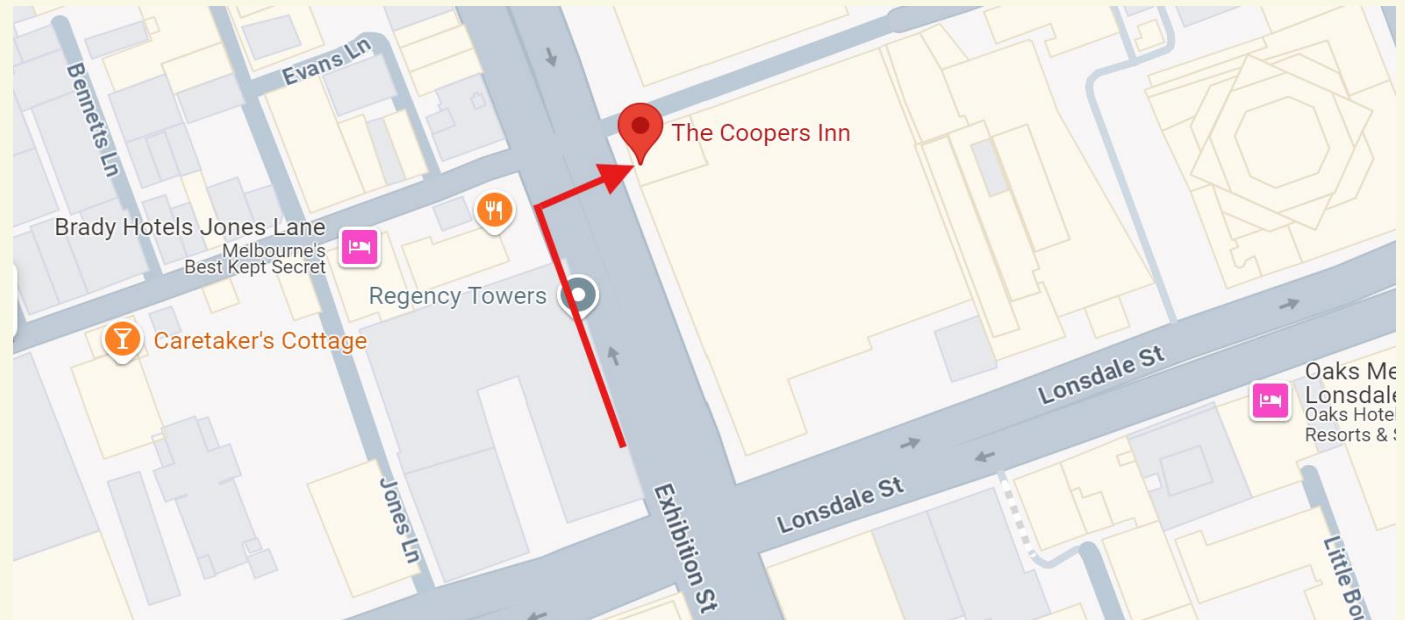 Evans Ln
Bennetts Ln
The Coopers Inn
Brady Hotels Jones Lane
Melbourne's
Best Kept Secret
Regency Towers
Caretaker's Cottage
Lonsdale St
Oaks Me
Lonsdale
Oaks Hotel
Resorts &
Jones Ln
Lonsdale St
Exhibition St
Little Bou